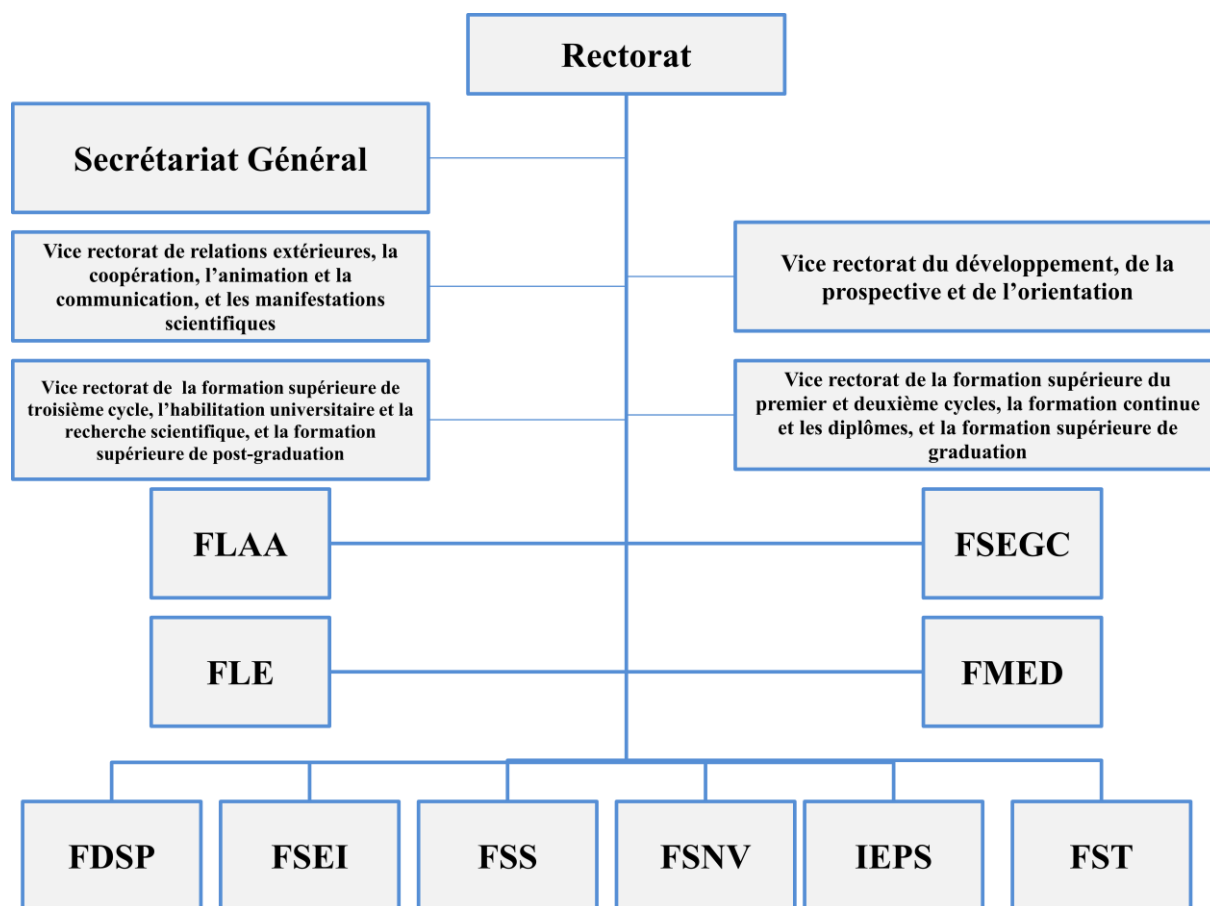 Rectorat
Secrétariat Général
Vice rectorat de relations extérieures, la
coopération, l’animation et la
communication, et les manifestations
scientifiques
Vice rectorat du développement, de la
prospective et de l’orientation
Vice rectorat de la formation supérieure de
troisième cycle, l’habilitation universitaire et la
recherche scientifique, et la formation
supérieure de post-graduation
Vice rectorat de la formation supérieure du
premier et deuxième cycles, la formation continue
et les diplômes, et la formation supérieure de
graduation
FLAA
FSEGC
FLE
FMED
FDSP
FSEI
FSS
FSNV
IEPS
FST